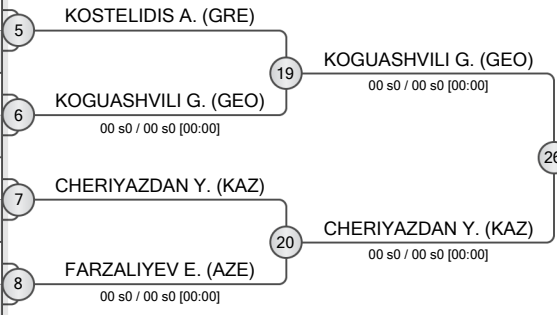 KOSTELIDIS A. (GRE)
5
19
KOGUASHVILI G. (GEO)
00 s0 / 00 s0 [00:00]
6
KOGUASHVILI G. (GEO)
00 s0 / 00 s0 [00:00]
26
7
CHERIYAZDAN Y. (KAZ)
20
CHERIYAZDAN Y. (KAZ)
00 s0 / 00 s0 [00:00]
8
FARZALIYEV E. (AZE)
00 s0 / 00 s0 [00:00]